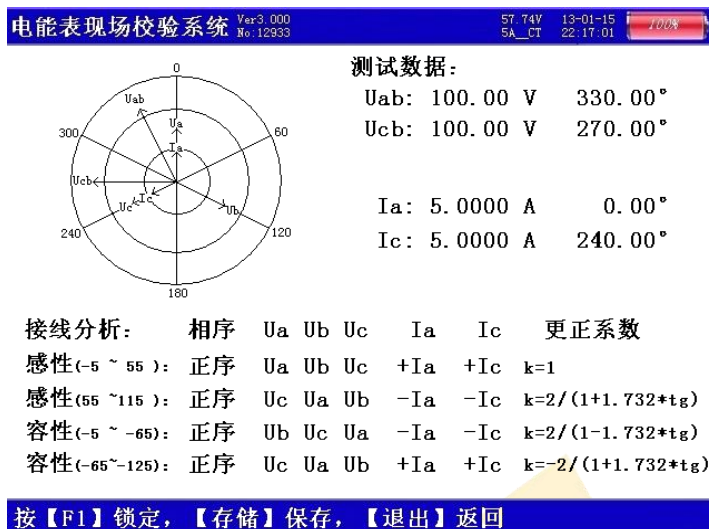 电能表现场校验系统 Ver3.000 No:12933 57.74V 5A__CT 13-01-15 22:17:01 100%
测试数据:
Uab: 100.00 V 330.00°
Ucb: 100.00 V 270.00°
Ia: 5.0000 A 0.00°
Ic: 5.0000 A 240.00°
0
60
120
180
240
300
Uab
Ua
Ia
Ucb
Uc
Ic
Ub
接线分析: 相序 Ua Ub Uc Ia Ic 更正系数
感性(-5 ~ 55 ): 正序 Ua Ub Uc +Ia +Ic k=1
感性(55 ~115 ): 正序 Uc Ua Ub -Ia -Ic k=2/(1+1.732*tg)
容性(-5 ~ -65): 正序 Ub Uc Ua -Ia -Ic k=2/(1-1.732*tg)
容性(-65~-125): 正序 Uc Ua Ub +Ia +Ic k=-2/(1+1.732*tg)
按【F1】锁定，【存储】保存，【退出】返回